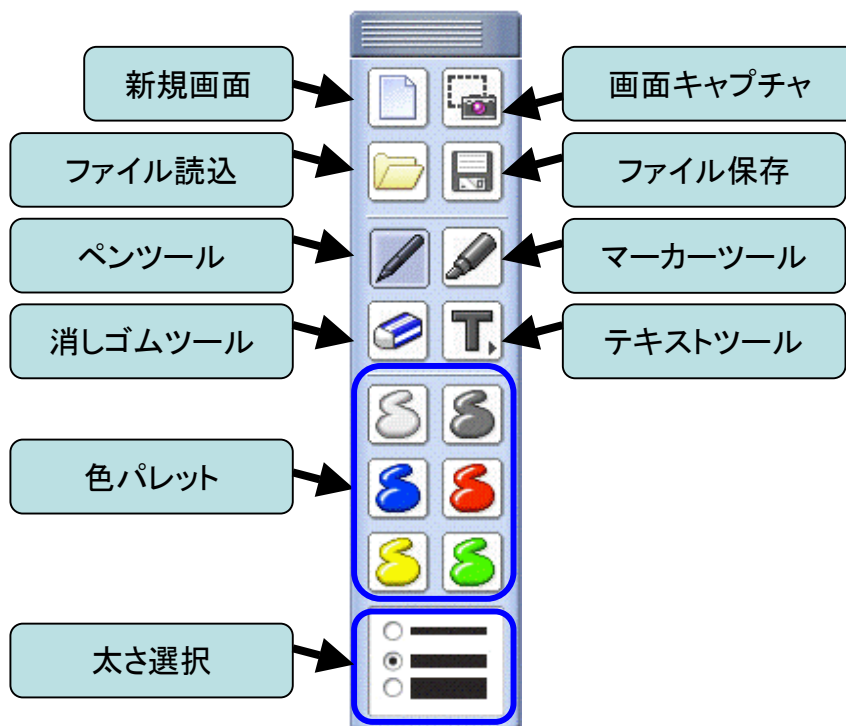 新規画面
画面キャプチャ
ファイル読込
ファイル保存
ペンツール
マーカーツール
消しゴムツール
テキストツール
色パレット
太さ選択